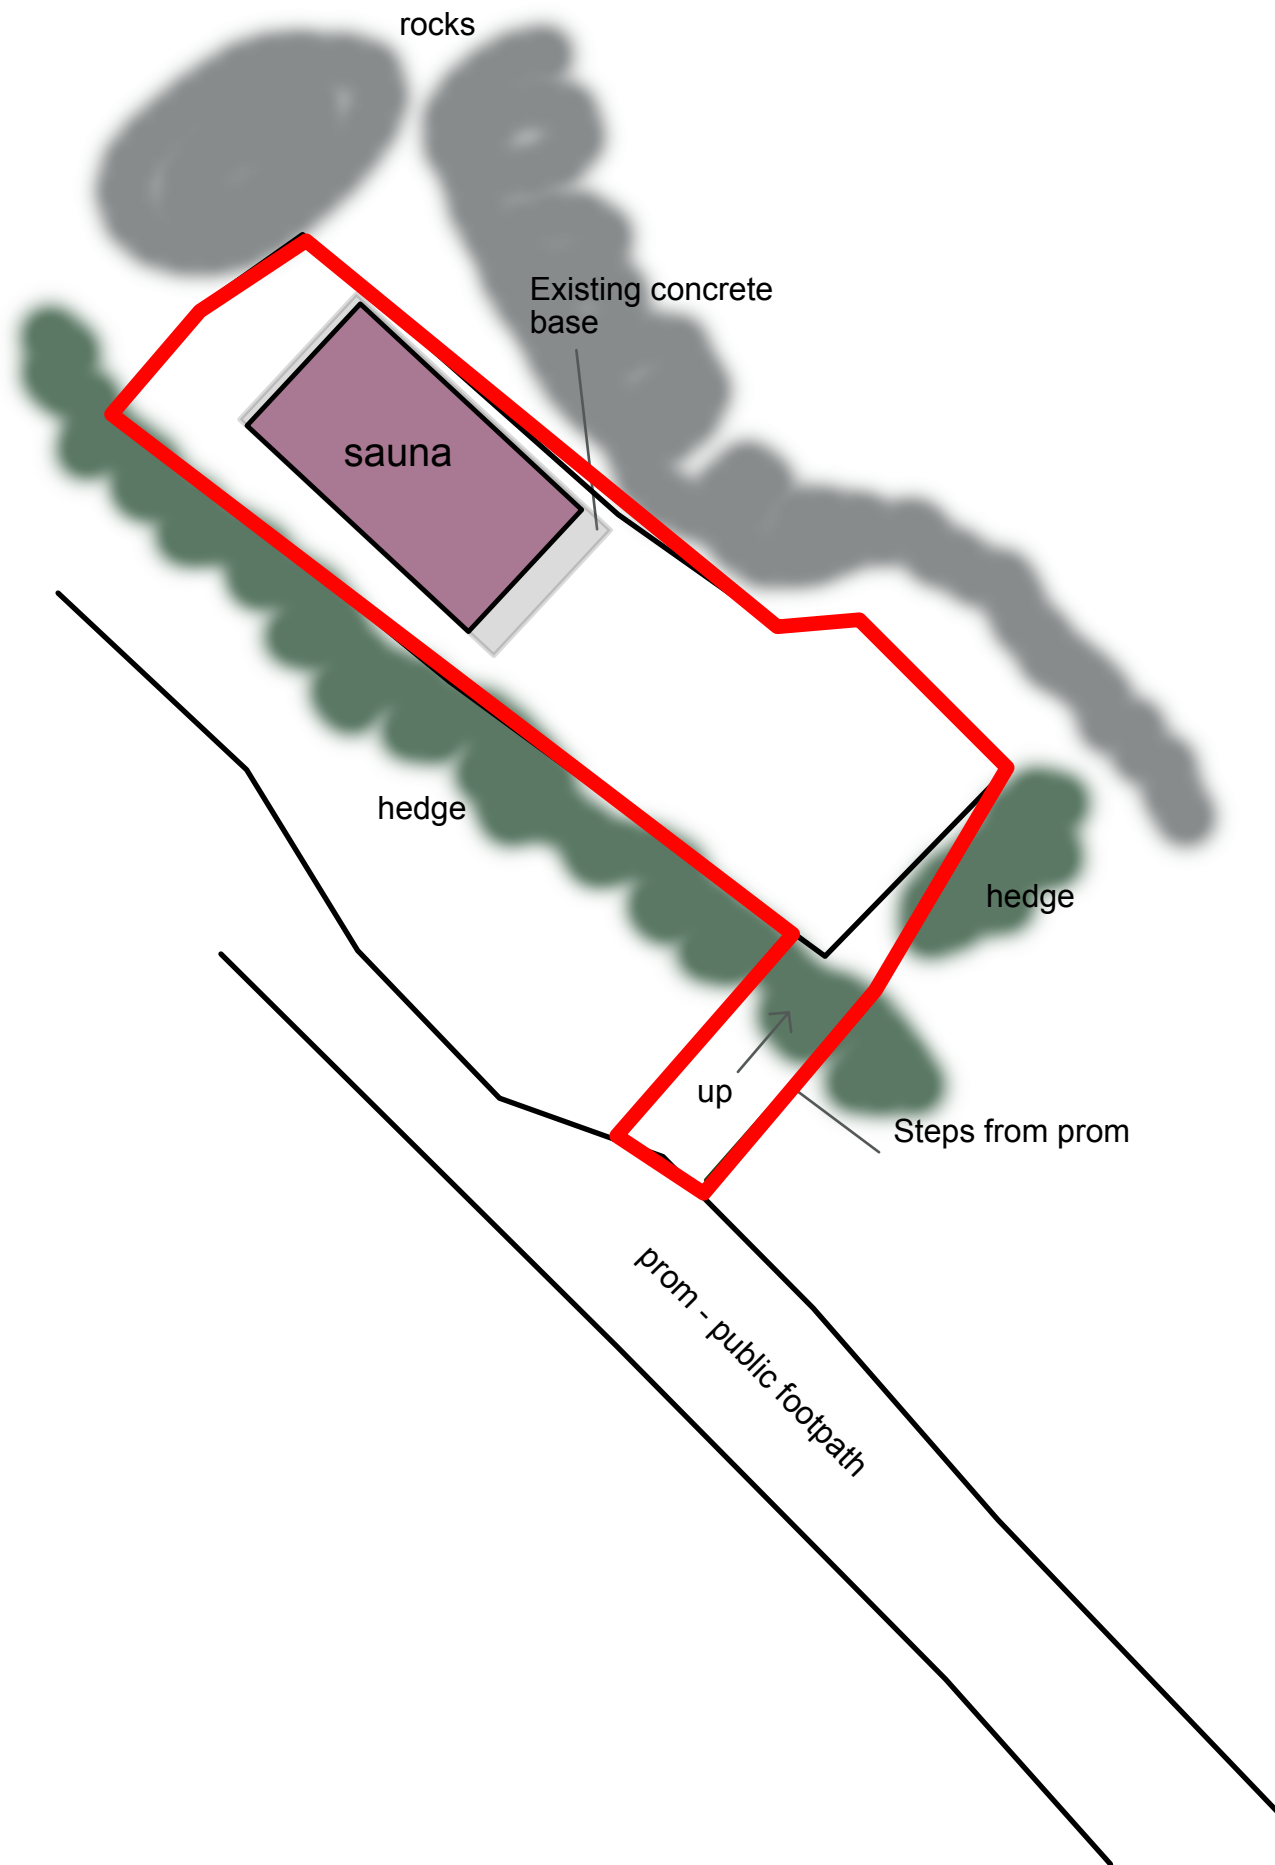 rocks
Existing concrete
base
sauna
hedge
hedge
up
Steps from prom
prom - public footpath